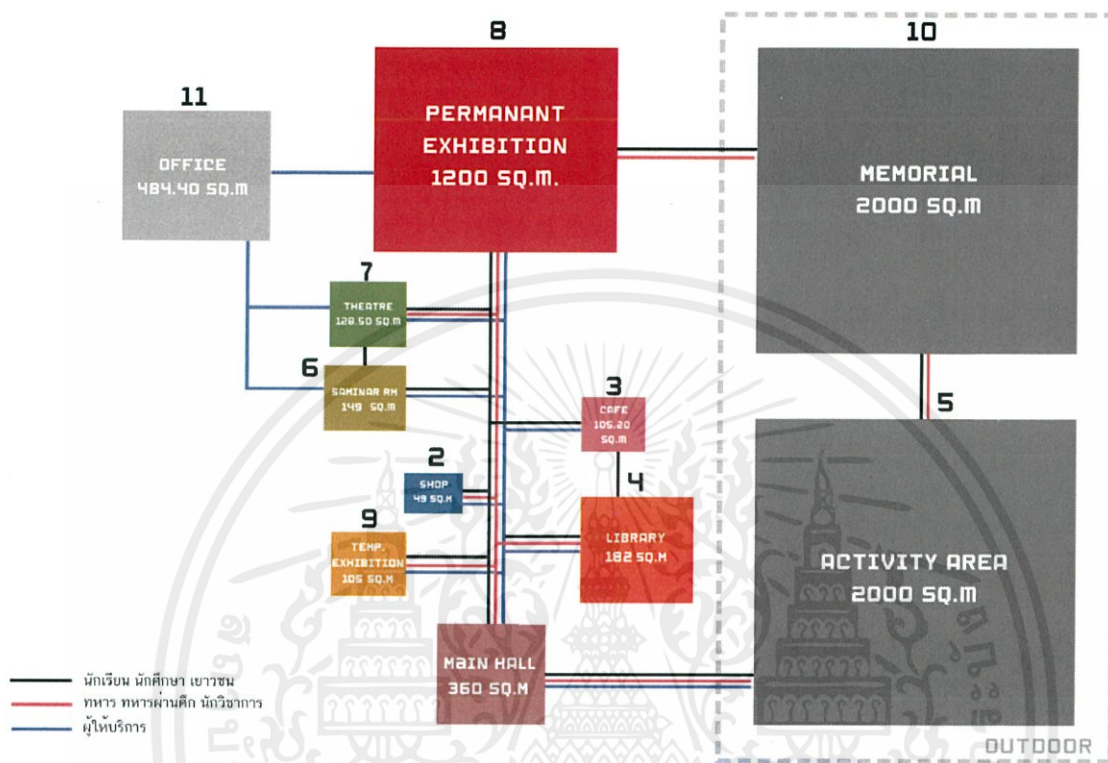 8
PERMANANT
EXHIBITION
1200 SQ.M.
10
MEMORIAL
2000 SQ.M
11
OFFICE
484.40 SQ.M
7
THEATRE
128.50 SQ.M
6
SAMINAR RM
149 SQ.M
3
CAFE
105.20
SQ.M
5
ACTIVITY AREA
2000 SQ.M
2
SHOP
49 SQ.M
4
LIBRARY
182 SQ.M
9
TEMP.
EXHIBITION
105 SQ.M
MAIN HALL
360 SQ.M
นักเรียน นักศึกษา เยาวชน
ทหาร ทหารผ่านศึก นักวิชาการ
ผู้ให้บริการ
OUTDOOR